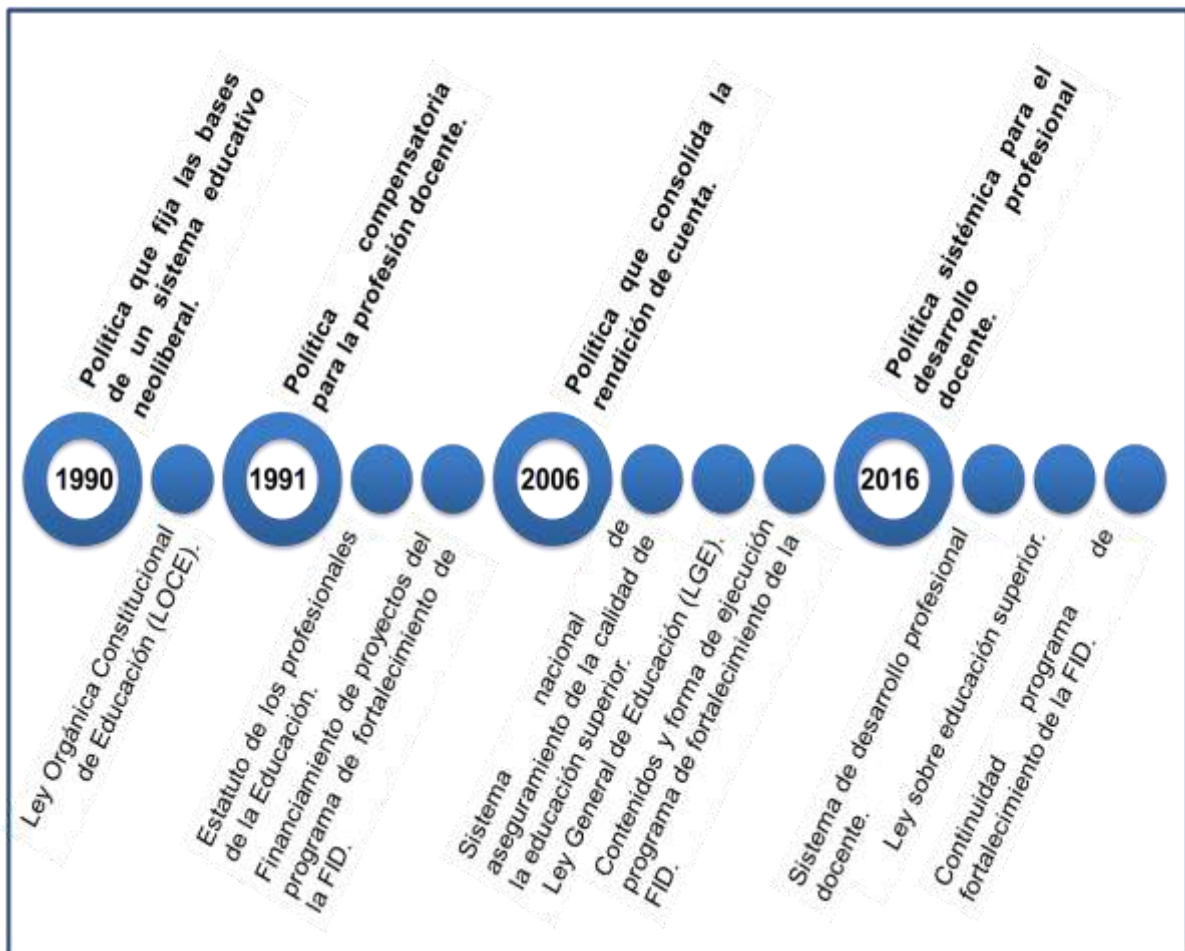 Política que fija las bases
de un sistema educativo
neoliberal.
Política compensatoria
para la profesión docente.
Política que consolida la
rendición de cuenta.
Política sistémica para el
desarrollo profesional
docente.
1990
1991
2006
2016
Ley Orgánica Constitucional
de Educación (LOCE).
Estatuto de los profesionales
de la Educación.
Financiamiento de proyectos del
programa de fortalecimiento de
la FID.
Sistema nacional de
aseguramiento de la calidad de
la educación superior.
Ley General de Educación (LGE).
Contenidos y forma de ejecución
programa de fortalecimiento de la
FID.
Sistema de desarrollo profesional
docente.
Ley sobre educación superior.
Continuidad programa de
fortalecimiento de la FID.